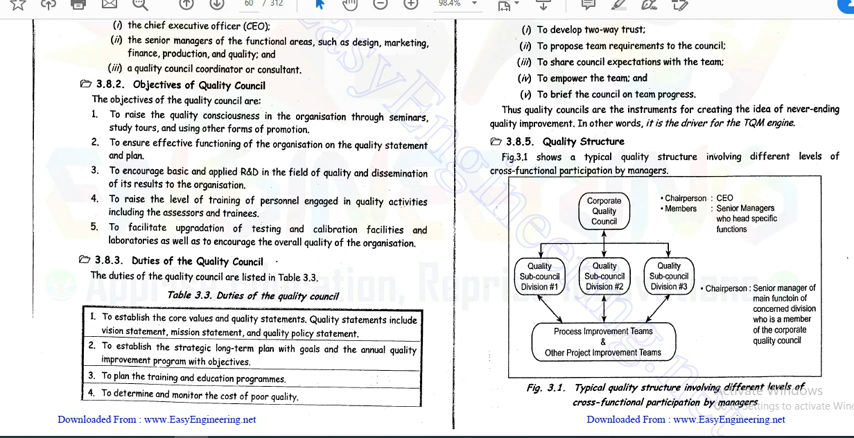 60 / 312
98.4%
(i) the chief executive officer (CEO);
(ii) the senior managers of the functional areas, such as design, marketing,
finance, production, and quality; and
(iii) a quality council coordinator or consultant.
3.8.2. Objectives of Quality Council
The objectives of the quality council are:
1. To raise the quality consciousness in the organisation through seminars,
study tours, and using other forms of promotion.
2. To ensure effective functioning of the organisation on the quality statement
and plan.
3. To encourage basic and applied R&D in the field of quality and dissemination
of its results to the organisation.
4. To raise the level of training of personnel engaged in quality activities
including the assessors and trainees.
5. To facilitate upgradation of testing and calibration facilities and
laboratories as well as to encourage the overall quality of the organisation.
3.8.3. Duties of the Quality Council
The duties of the quality council are listed in Table 3.3.
Table 3.3. Duties of the quality council
1. To establish the core values and quality statements. Quality statements include
vision statement, mission statement, and quality policy statement.
2. To establish the strategic long-term plan with goals and the annual quality
improvement program with objectives.
3. To plan the training and education programmes.
4. To determine and monitor the cost of poor quality.
Downloaded From : www.EasyEngineering.net
(i) To develop two-way trust;
(ii) To propose team requirements to the council;
(iii) To share council expectations with the team;
(iv) To empower the team; and
(v) To brief the council on team progress.
Thus quality councils are the instruments for creating the idea of never-ending
quality improvement. In other words, it is the driver for the TQM engine.
3.8.5. Quality Structure
Fig.3.1 shows a typical quality structure involving different levels of
cross-functional participation by managers.
Corporate
Quality
Council
• Chairperson : CEO
• Members : Senior Managers
who head specific
functions
Quality
Sub-council
Division #1
Quality
Sub-council
Division #2
Quality
Sub-council
Division #3
• Chairperson : Senior manager of
main functoin of
concerned division
who is a member
of the corporate
quality council
Process Improvement Teams
&
Other Project Improvement Teams
Fig. 3.1. Typical quality structure involving different levels of
cross-functional participation by managers
Downloaded From : www.EasyEngineering.net
Activate Windows
Settings to activate Wind